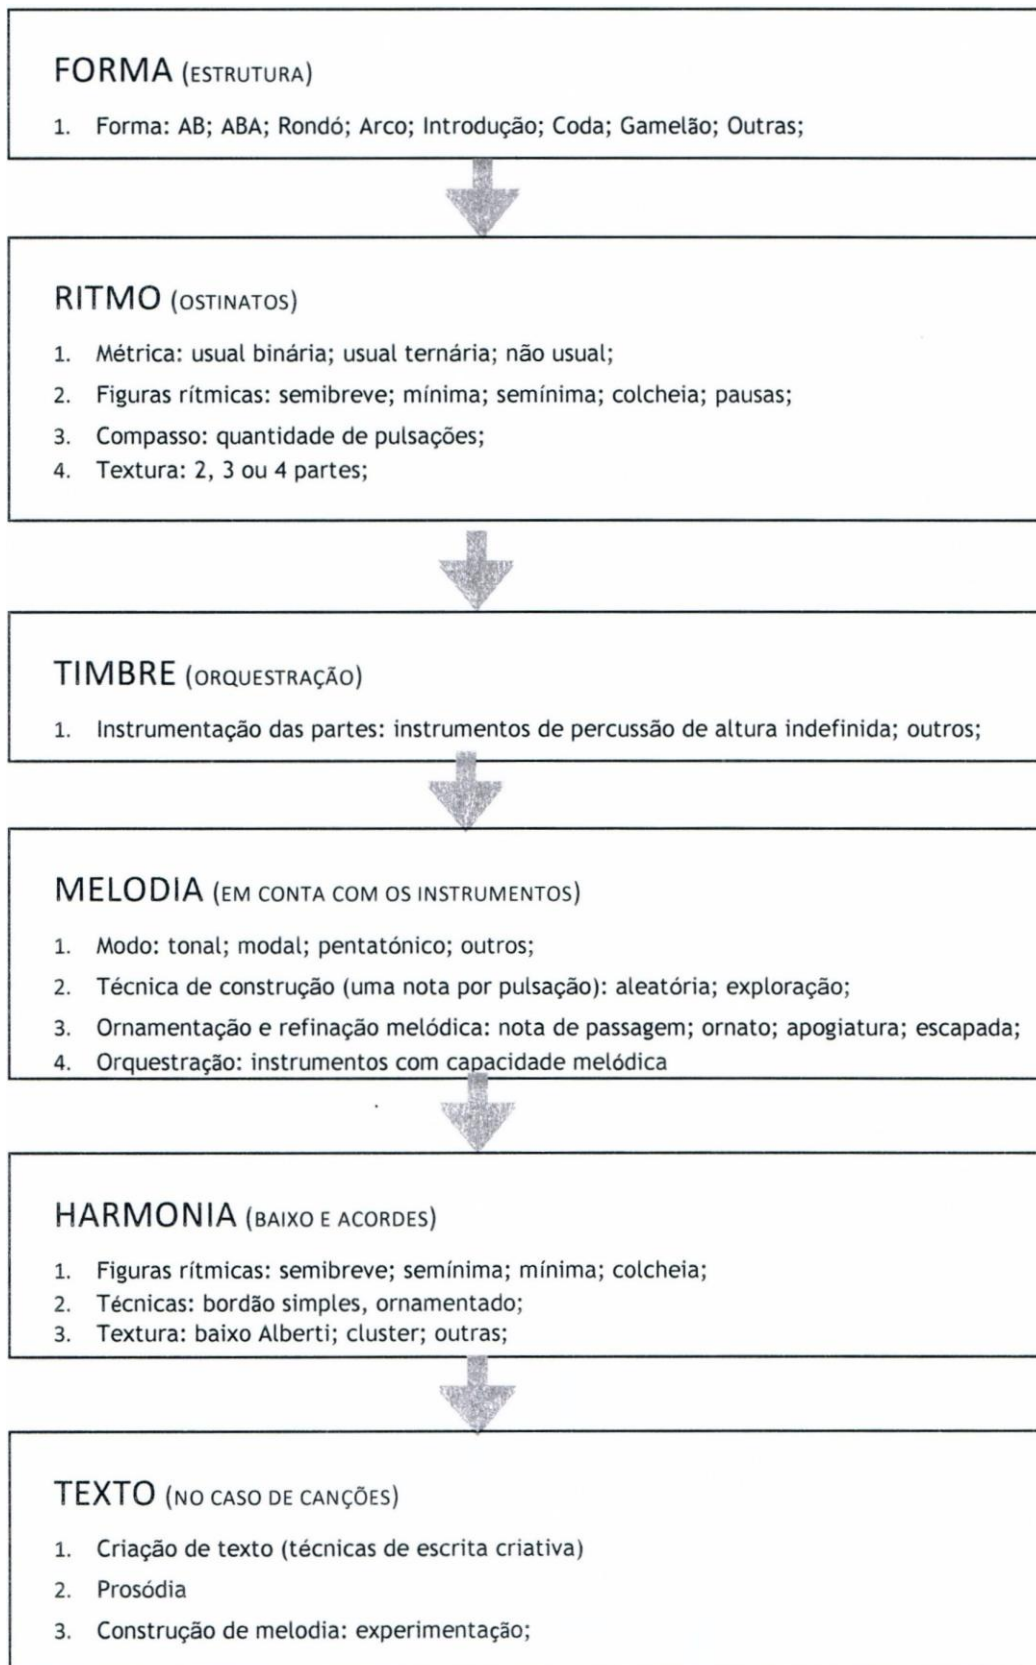 FORMA (ESTRUTURA)
1. Forma: AB; ABA; Rondó; Arco; Introdução; Coda; Gamelão; Outras;
RITMO (OSTINATOS)
1. Métrica: usual binária; usual ternária; não usual;
2. Figuras rítmicas: semibreve; mínima; semínima; colcheia; pausas;
3. Compasso: quantidade de pulsações;
4. Textura: 2, 3 ou 4 partes;
TIMBRE (ORQUESTRAÇÃO)
1. Instrumentação das partes: instrumentos de percussão de altura indefinida; outros;
MELODIA (EM CONTA COM OS INSTRUMENTOS)
1. Modo: tonal; modal; pentatónico; outros;
2. Técnica de construção (uma nota por pulsação): aleatória; exploração;
3. Ornamentação e refinação melódica: nota de passagem; ornato; apogiatura; escapada;
4. Orquestração: instrumentos com capacidade melódica
HARMONIA (BAIXO E ACORDES)
1. Figuras rítmicas: semibreve; semínima; mínima; colcheia;
2. Técnicas: bordão simples, ornamentado;
3. Textura: baixo Alberti; cluster; outras;
TEXTO (NO CASO DE CANÇÕES)
1. Criação de texto (técnicas de escrita criativa)
2. Prosódia
3. Construção de melodia: experimentação;